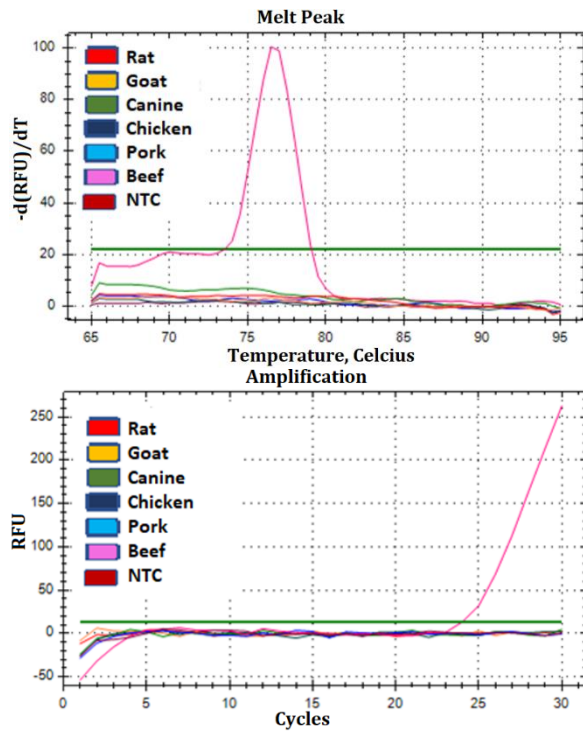 Melt Peak
100
80
60
40
20
0
-d(RFU)/dT
Rat
Goat
Canine
Chicken
Pork
Beef
NTC
65 70 75 80 85 90 95
Temperature, Celcius
Amplification
250
200
150
100
50
0
-50
RFU
Rat
Goat
Canine
Chicken
Pork
Beef
NTC
0 5 10 15 20 25 30
Cycles